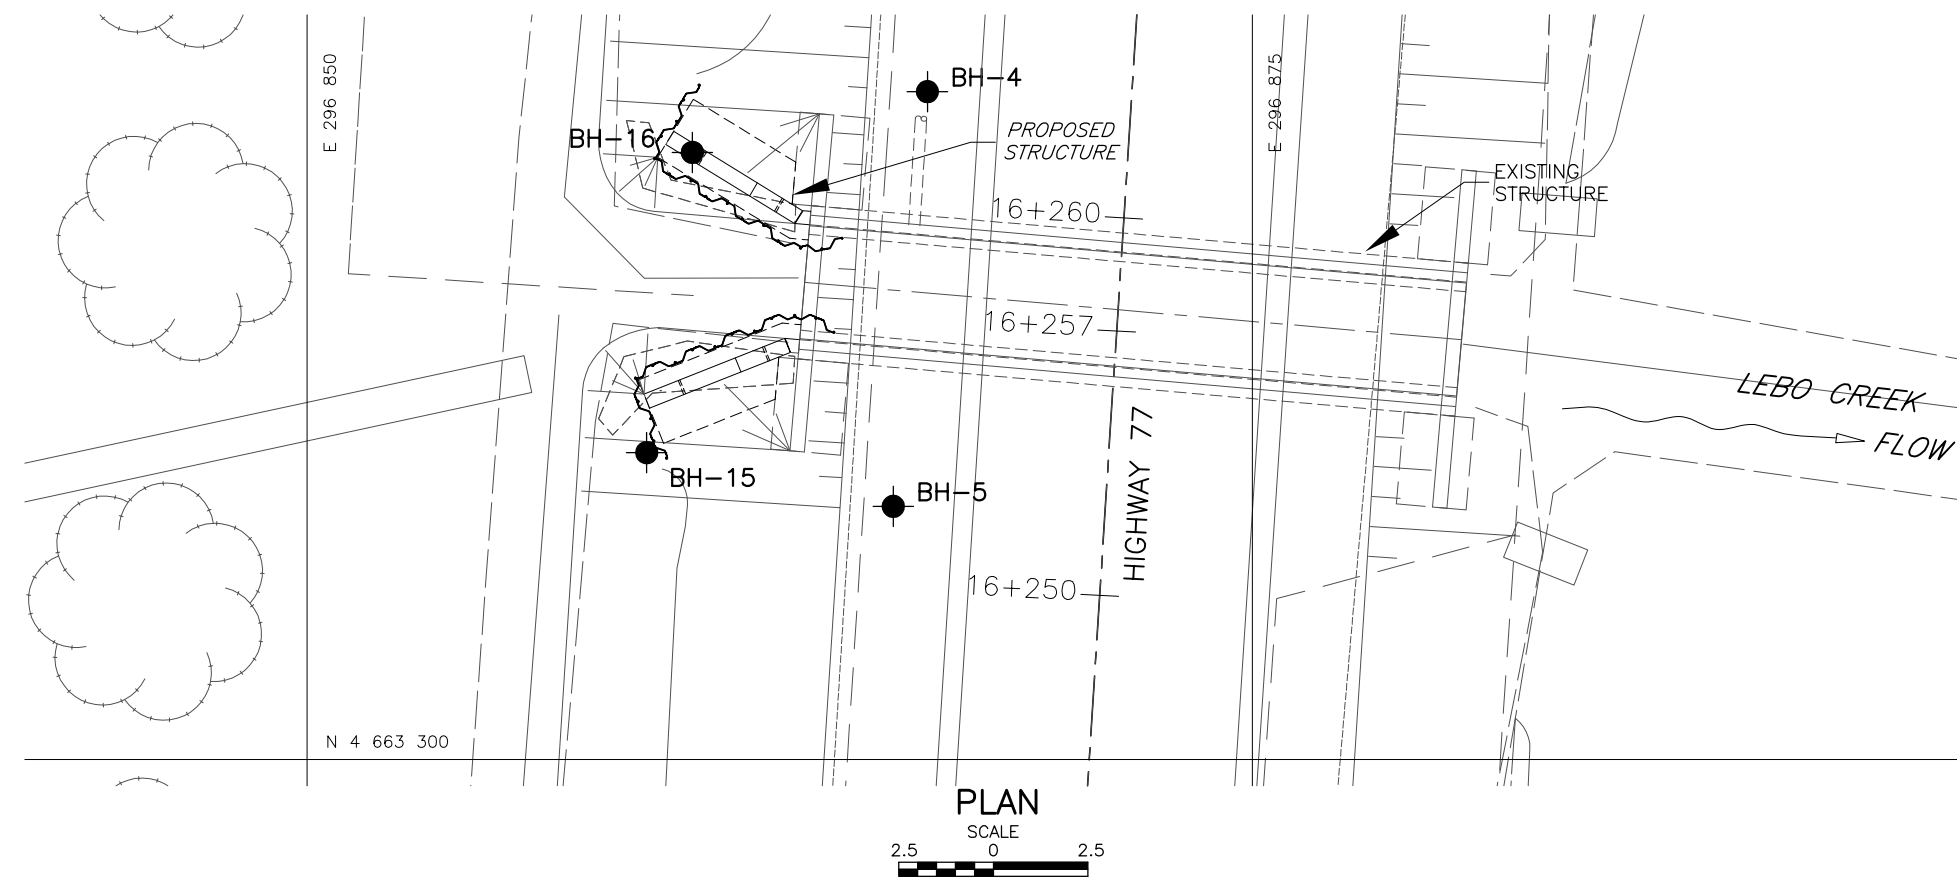 E 296 850
E 296 875
BH-4
BH-16
PROPOSED
STRUCTURE
EXISTING
STRUCTURE
16+260
16+257
LEBO CREEK
FLOW
HIGHWAY 77
BH-15
BH-5
16+250
N 4 663 300
PLAN
SCALE
2.5 0 2.5